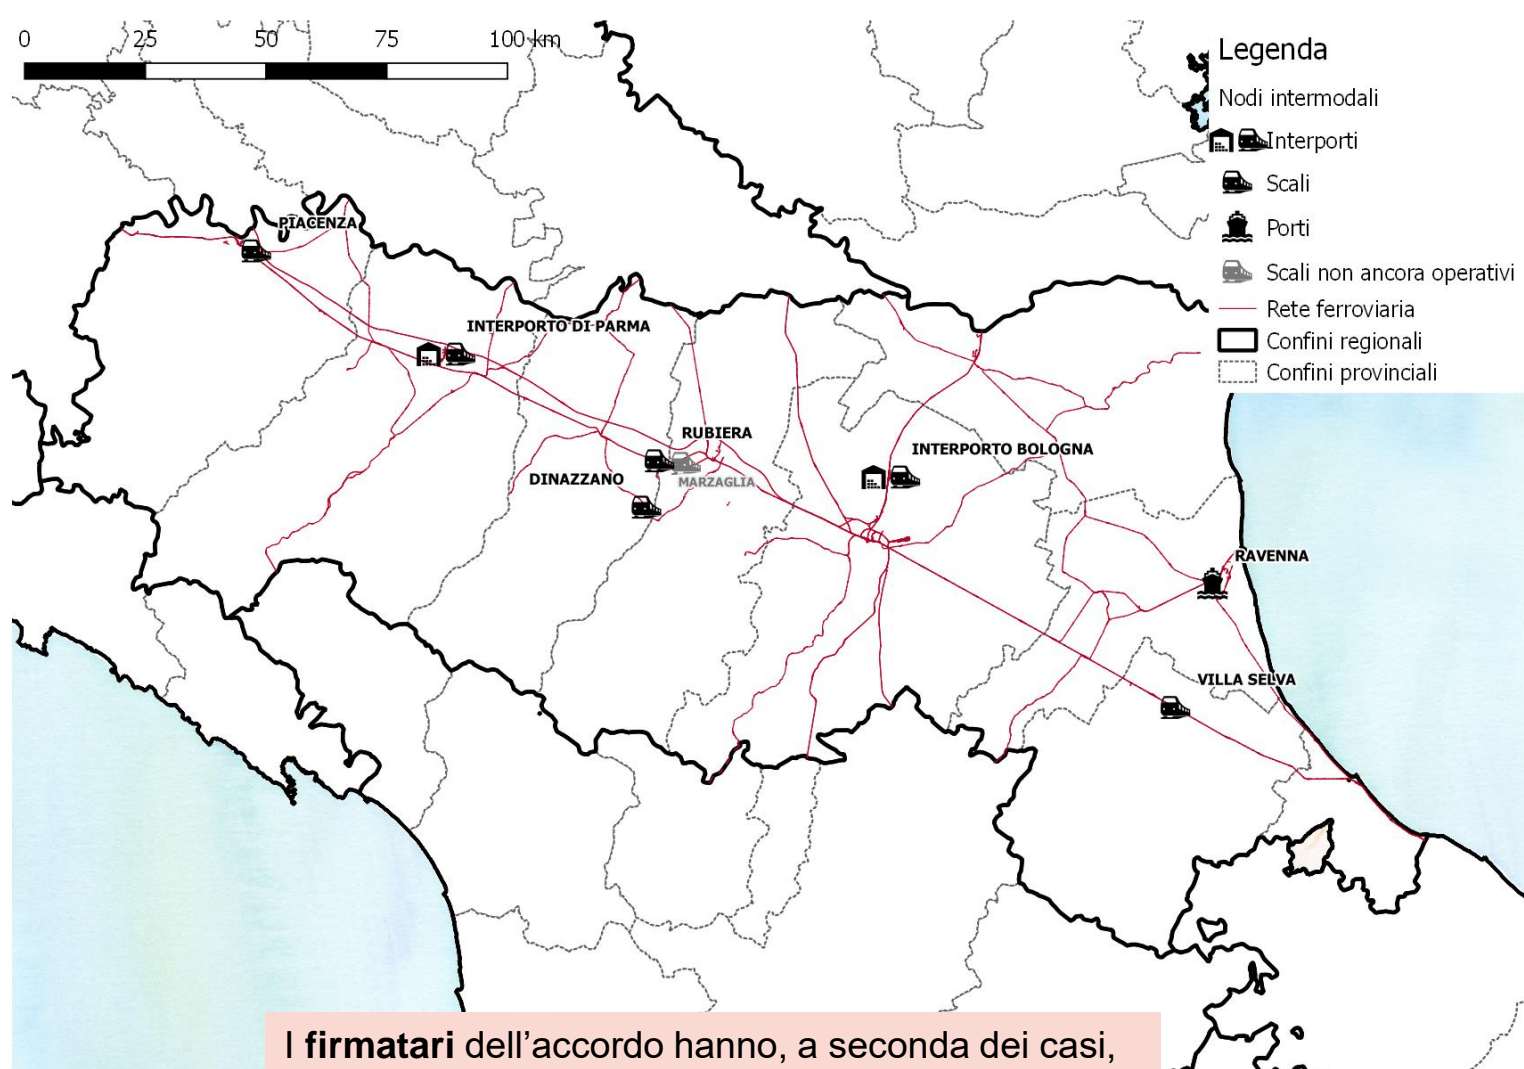 0 25 50 75 100 km
Legenda
Nodi intermodali
Interporti
Scali
Porti
Scali non ancora operativi
Rete ferroviaria
Confini regionali
Confini provinciali
PIACENZA
INTERPORTO DI PARMA
RUBIERA
INTERPORTO BOLOGNA
DINAZZANO
MARZAGLIA
RAVENNA
VILLA SELVA
I firmatari dell’accordo hanno, a seconda dei casi,